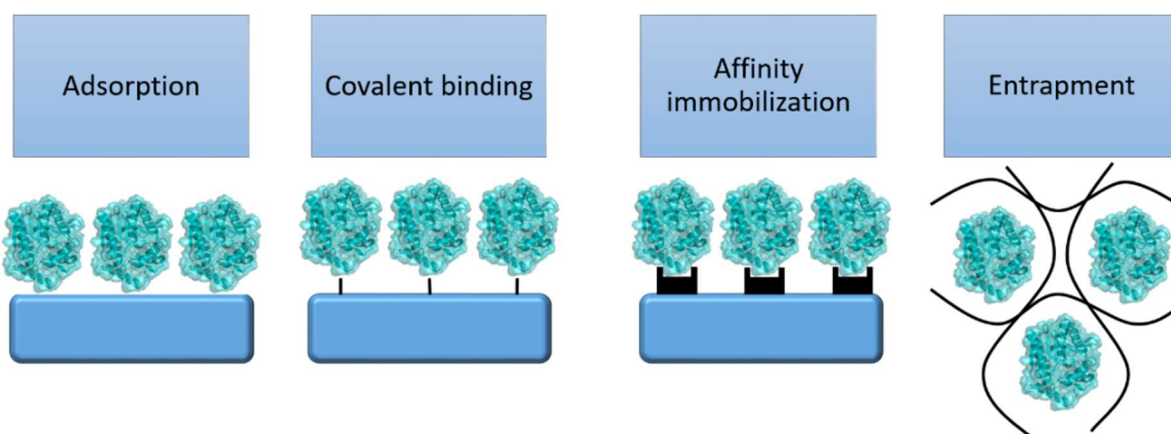 Adsorption
Covalent binding
Affinity
immobilization
Entrapment